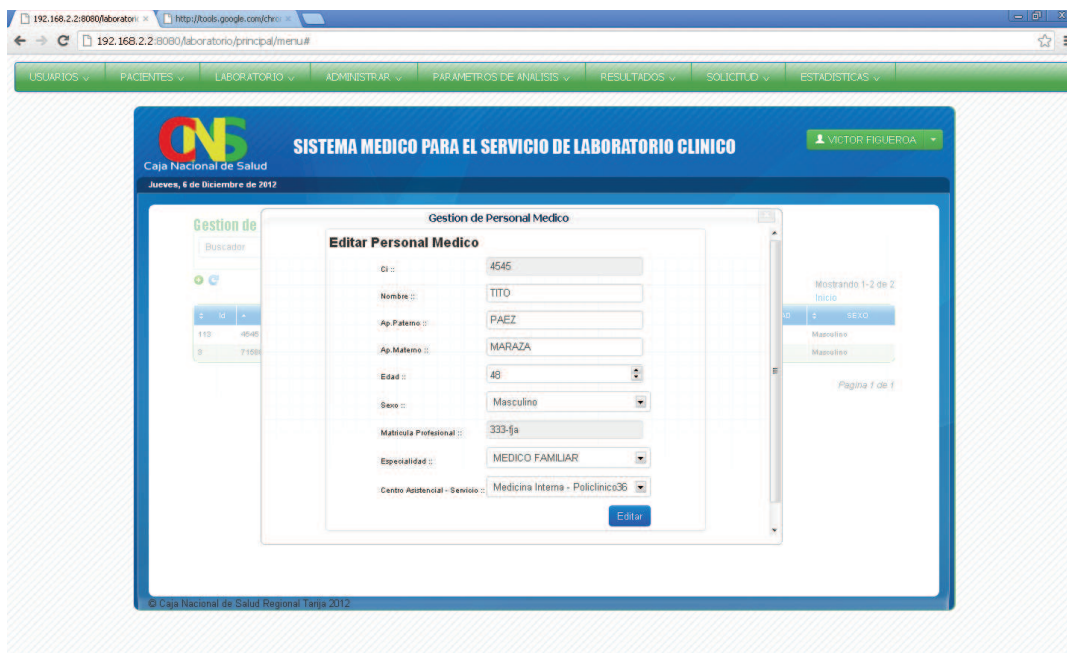 192.168.2.2:8080/laboratori
http://tools.google.com/chro
192.168.2.2:8080/laboratorio/principal/menu#
USUARIOS PACIENTES LABORATORIO ADMINISTRAR PARAMETROS DE ANALISIS RESULTADOS SOLICITUD ESTADISTICAS
CNS
Caja Nacional de Salud
SISTEMA MEDICO PARA EL SERVICIO DE LABORATORIO CLINICO
VICTOR FIGUEROA
Jueves, 6 de Diciembre de 2012
Gestion de
Buscador
Mostrando 1-2 de 2
Inicio
Id
SEXO
113 4545 Masculino
3 Masculino
Pagina 1 de 1
Gestion de Personal Medico
Editar Personal Medico
Ci :: 4545
Nombre :: TITO
Ap.Paterno :: PAEZ
Ap.Materno :: MARAZA
Edad :: 48
Sexo :: Masculino
Matricula Profesional :: 333-tja
Especialidad :: MEDICO FAMILIAR
Centro Asistencial - Servicio :: Medicina Interna - Policlinico36
Editar
© Caja Nacional de Salud Regional Tarija 2012